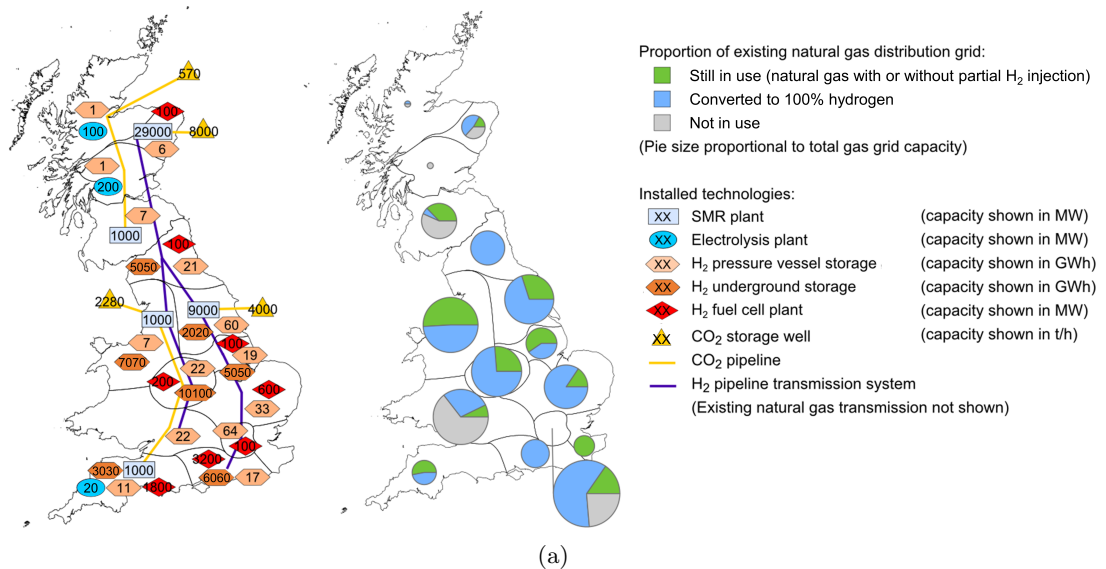 570
1
100
100
29000
8000
6
1
200
7
1000
100
5050
21
2280
9000
4000
1000
60
2020
7
100
19
7070
22
5050
200
10100
600
33
22
64
100
3200
3030
1000
6060
17
20
11
1800
Proportion of existing natural gas distribution grid:
Still in use (natural gas with or without partial H₂ injection)
Converted to 100% hydrogen
Not in use
(Pie size proportional to total gas grid capacity)
Installed technologies:
XX SMR plant (capacity shown in MW)
XX Electrolysis plant (capacity shown in MW)
XX H₂ pressure vessel storage (capacity shown in GWh)
XX H₂ underground storage (capacity shown in GWh)
XX H₂ fuel cell plant (capacity shown in MW)
XX CO₂ storage well (capacity shown in t/h)
CO₂ pipeline
H₂ pipeline transmission system
(Existing natural gas transmission not shown)
(a)